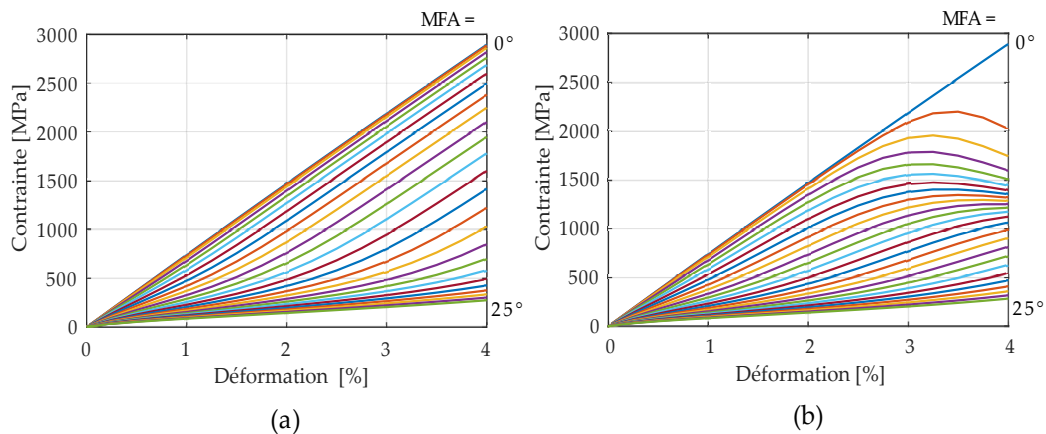 MFA =
3000
0°
2500
2000
1500
1000
500
25°
0
0 1 2 3 4
Contrainte [MPa]
Déformation [%]
(a)
MFA =
3000
0°
2500
2000
1500
1000
500
25°
0
0 1 2 3 4
Contrainte [MPa]
Déformation [%]
(b)